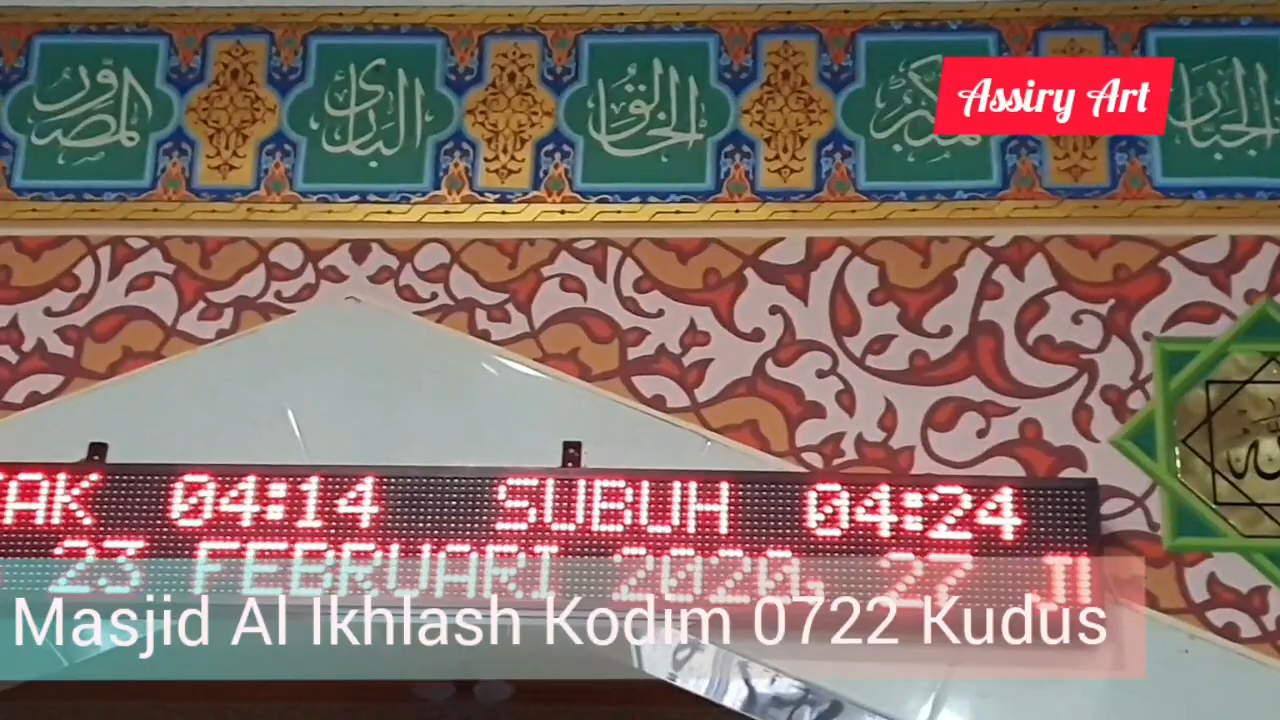 المصور البارئ الخالق المتكبر الجبار
Assiry Art
AK 04:14 SUBUH 04:24
23 FEBRUARI 2020, 27 JU
Masjid Al Ikhlash Kodim 0722 Kudus